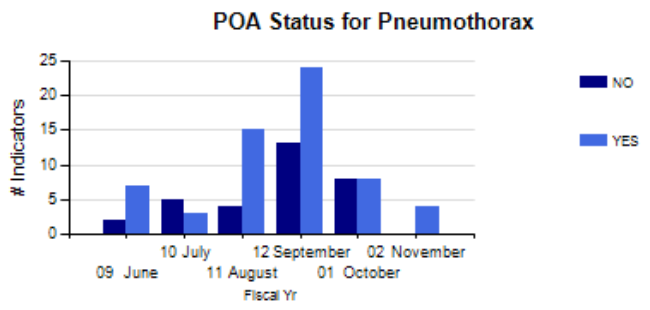 POA Status for Pneumothorax
25
20
15
10
5
0
# Indicators
NO
YES
10 July
12 September
02 November
09 June
11 August
01 October
Fiscal Yr